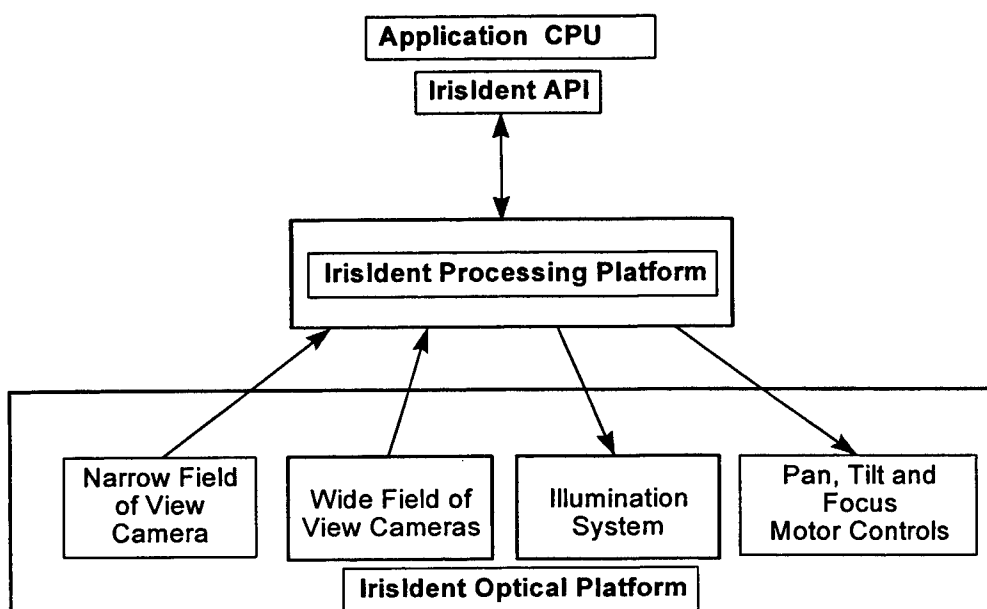 Application CPU
IrisIdent API
IrisIdent Processing Platform
Narrow Field
of View
Camera
Wide Field of
View Cameras
Illumination
System
Pan, Tilt and
Focus
Motor Controls
IrisIdent Optical Platform